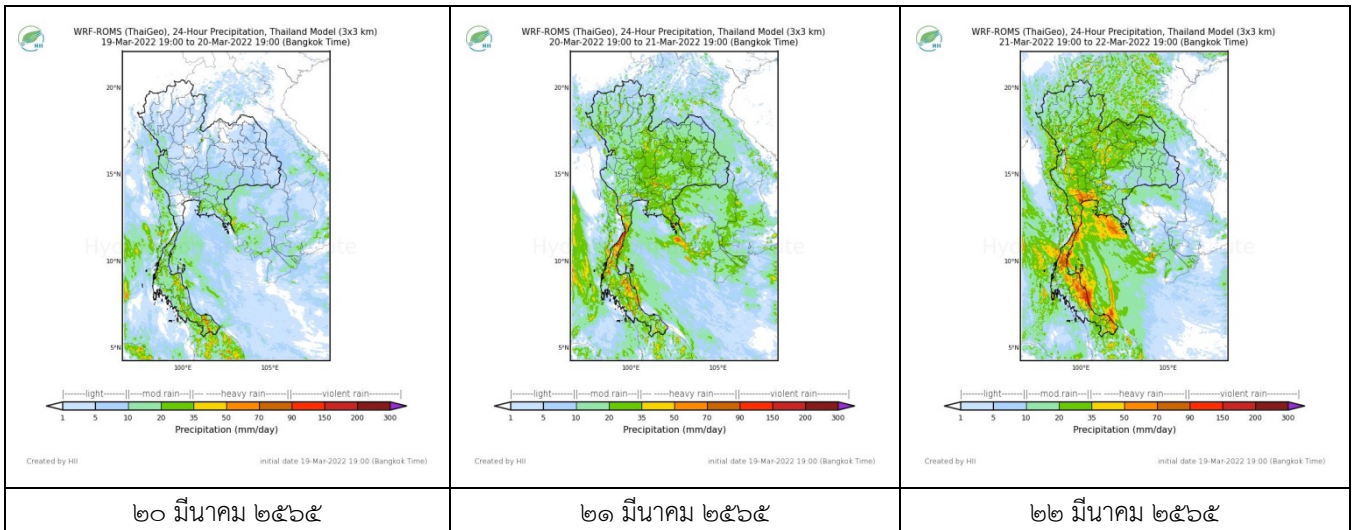 HII
WRF-ROMS (ThaiGeo), 24-Hour Precipitation, Thailand Model (3x3 km)
19-Mar-2022 19:00 to 20-Mar-2022 19:00 (Bangkok Time)
20°N
15°N
10°N
5°N
100°E
105°E
|-------light------||---mod.rain---||--- heavy rain---||------violent rain----|
1 5 10 20 35 50 70 90 150 200 300
Precipitation (mm/day)
Created by HII
initial date 19-Mar-2022 19:00 (Bangkok Time)
๒๐ มีนาคม ๒๕๖๕
HII
WRF-ROMS (ThaiGeo), 24-Hour Precipitation, Thailand Model (3x3 km)
20-Mar-2022 19:00 to 21-Mar-2022 19:00 (Bangkok Time)
20°N
15°N
10°N
5°N
100°E
105°E
|-------light------||---mod.rain---||--- heavy rain---||------violent rain----|
1 5 10 20 35 50 70 90 150 200 300
Precipitation (mm/day)
Created by HII
initial date 19-Mar-2022 19:00 (Bangkok Time)
๒๑ มีนาคม ๒๕๖๕
HII
WRF-ROMS (ThaiGeo), 24-Hour Precipitation, Thailand Model (3x3 km)
21-Mar-2022 19:00 to 22-Mar-2022 19:00 (Bangkok Time)
20°N
15°N
10°N
5°N
100°E
105°E
|-------light------||---mod.rain---||--- heavy rain---||------violent rain----|
1 5 10 20 35 50 70 90 150 200 300
Precipitation (mm/day)
Created by HII
initial date 19-Mar-2022 19:00 (Bangkok Time)
๒๒ มีนาคม ๒๕๖๕